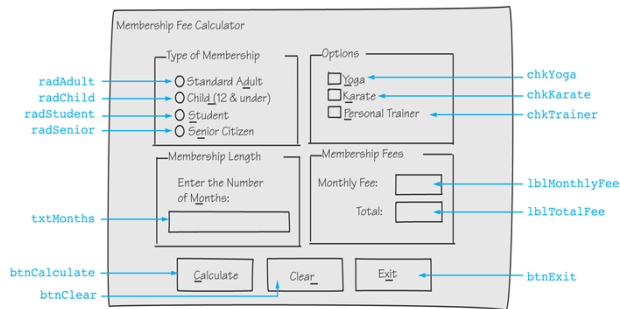 Membership Fee Calculator
Type of Membership
Options
radAdult
Standard Adult
Yoga
chkYoga
radChild
Child (12 & under)
Karate
chkKarate
radStudent
Student
Personal Trainer
chkTrainer
radSenior
Senior Citizen
Membership Length
Membership Fees
Enter the Number
of Months:
Monthly Fee:
lblMonthlyFee
txtMonths
Total:
lblTotalFee
btnCalculate
Calculate
Clear
Exit
btnExit
btnClear